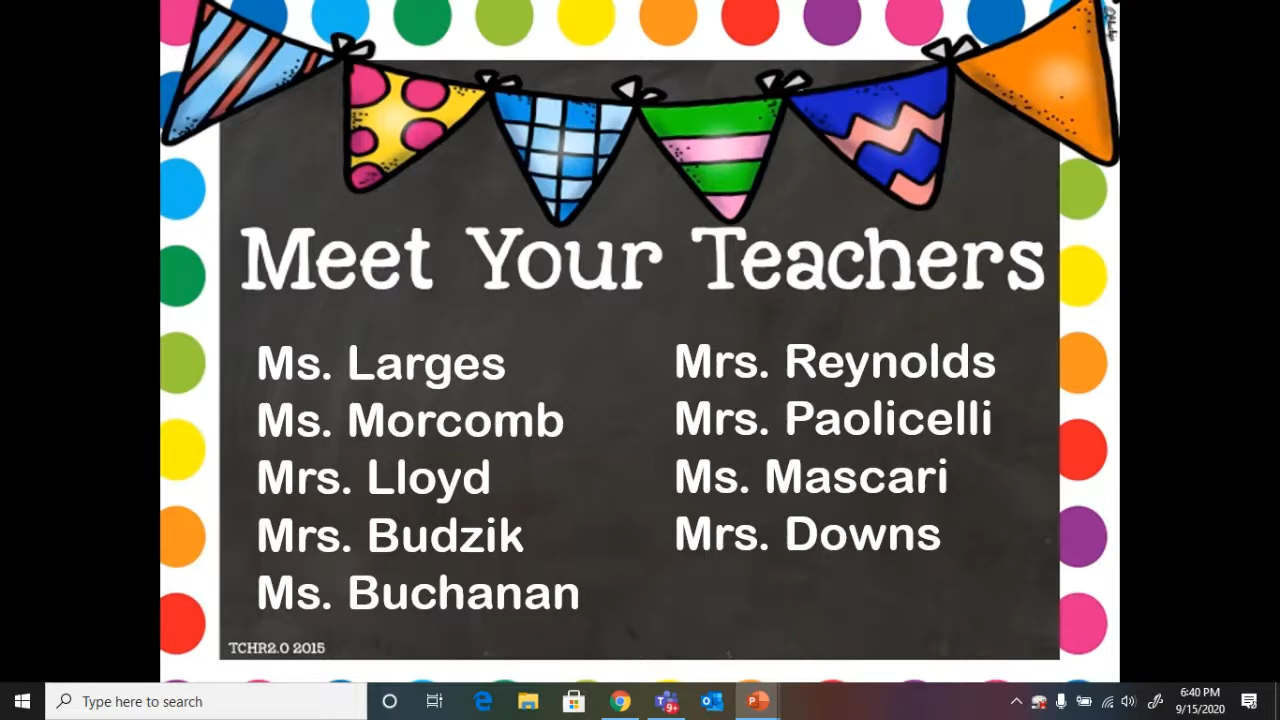 Meet Your Teachers
Ms. Larges
Ms. Morcomb
Mrs. Lloyd
Mrs. Budzik
Ms. Buchanan
Mrs. Reynolds
Mrs. Paolicelli
Ms. Mascari
Mrs. Downs
TCHR2.0 2015
Type here to search
9+
6:40 PM
9/15/2020